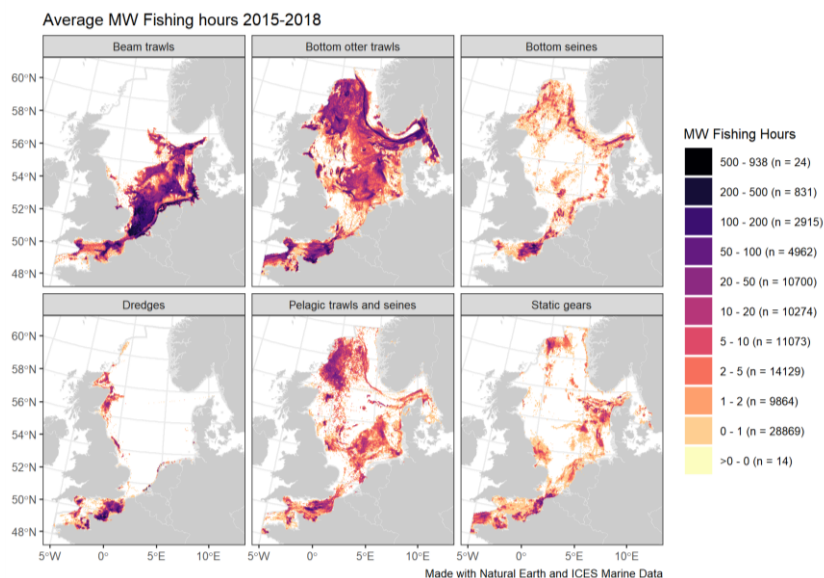 Average MW Fishing hours 2015-2018
Beam trawls
Bottom otter trawls
Bottom seines
60°N
58°N
56°N
54°N
52°N
50°N
48°N
Dredges
Pelagic trawls and seines
Static gears
60°N
58°N
56°N
54°N
52°N
50°N
48°N
5°W 0°E 5°E 10°E
5°W 0°E 5°E 10°E
5°W 0°E 5°E 10°E
MW Fishing Hours
500 - 938 (n = 24)
200 - 500 (n = 831)
100 - 200 (n = 2915)
50 - 100 (n = 4962)
20 - 50 (n = 10700)
10 - 20 (n = 10274)
5 - 10 (n = 11073)
2 - 5 (n = 14129)
1 - 2 (n = 9864)
0 - 1 (n = 28869)
>0 - 0 (n = 14)
Made with Natural Earth and ICES Marine Data